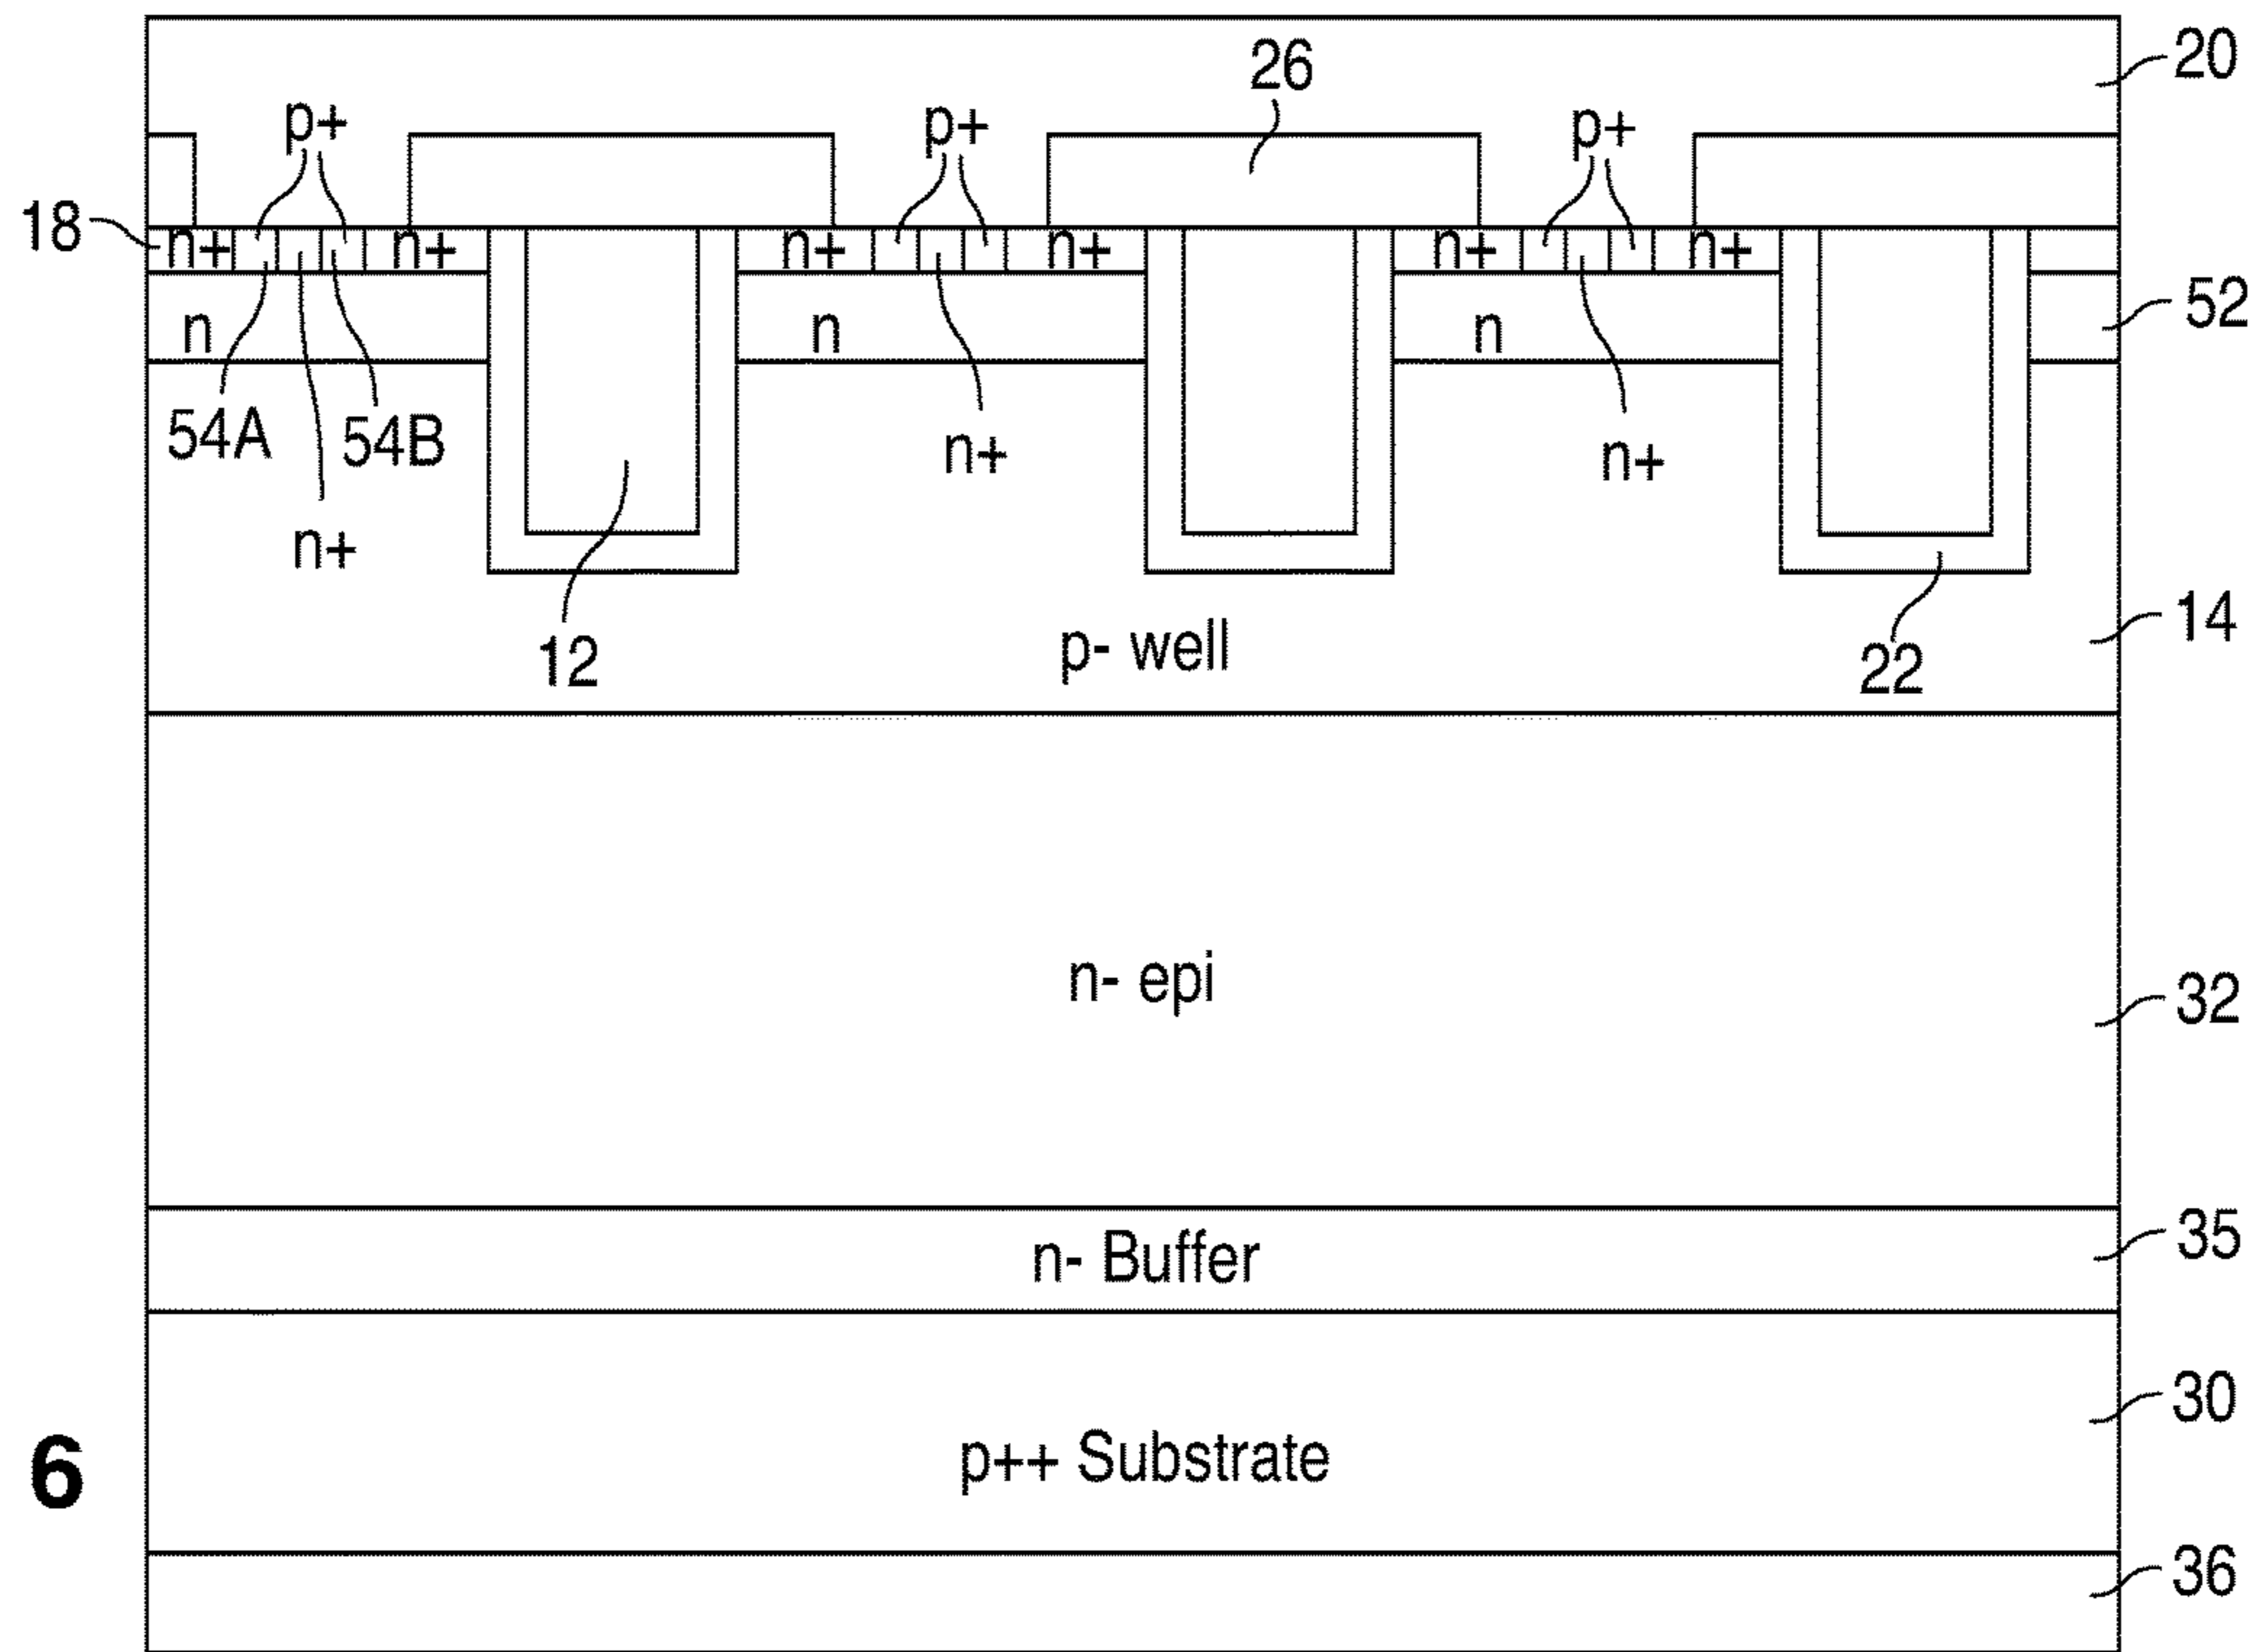 20
26
p+ p+ p+
18 n+ n+ n+ n+ n+ n+
n n n 52
54A 54B n+ n+
n+
12 p- well 22 14
n- epi 32
n- Buffer 35
30
6 p++ Substrate
36